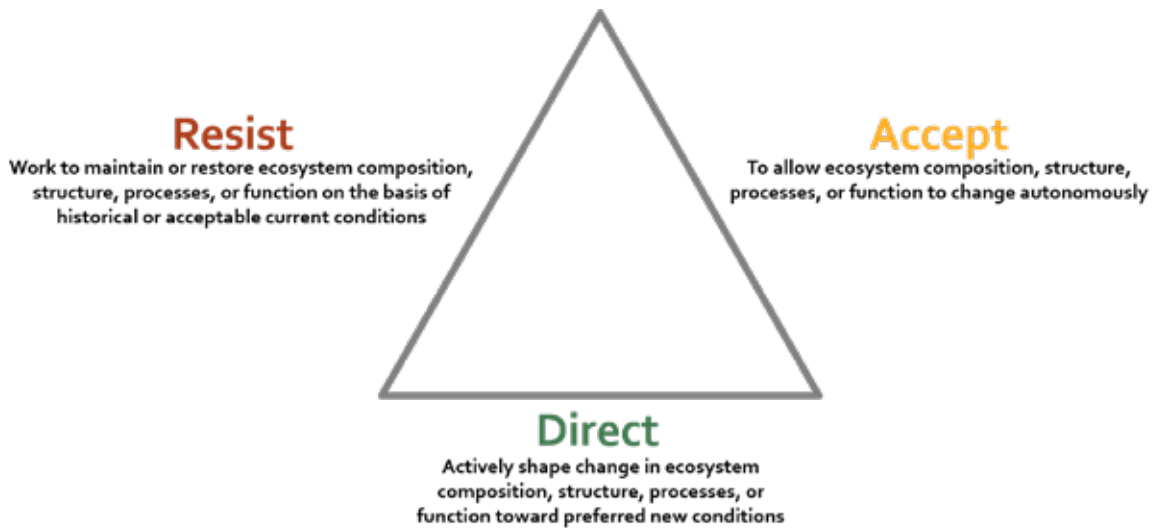 Resist
Work to maintain or restore ecosystem composition,
structure, processes, or function on the basis of
historical or acceptable current conditions
Accept
To allow ecosystem composition, structure,
processes, or function to change autonomously
Direct
Actively shape change in ecosystem
composition, structure, processes, or
function toward preferred new conditions